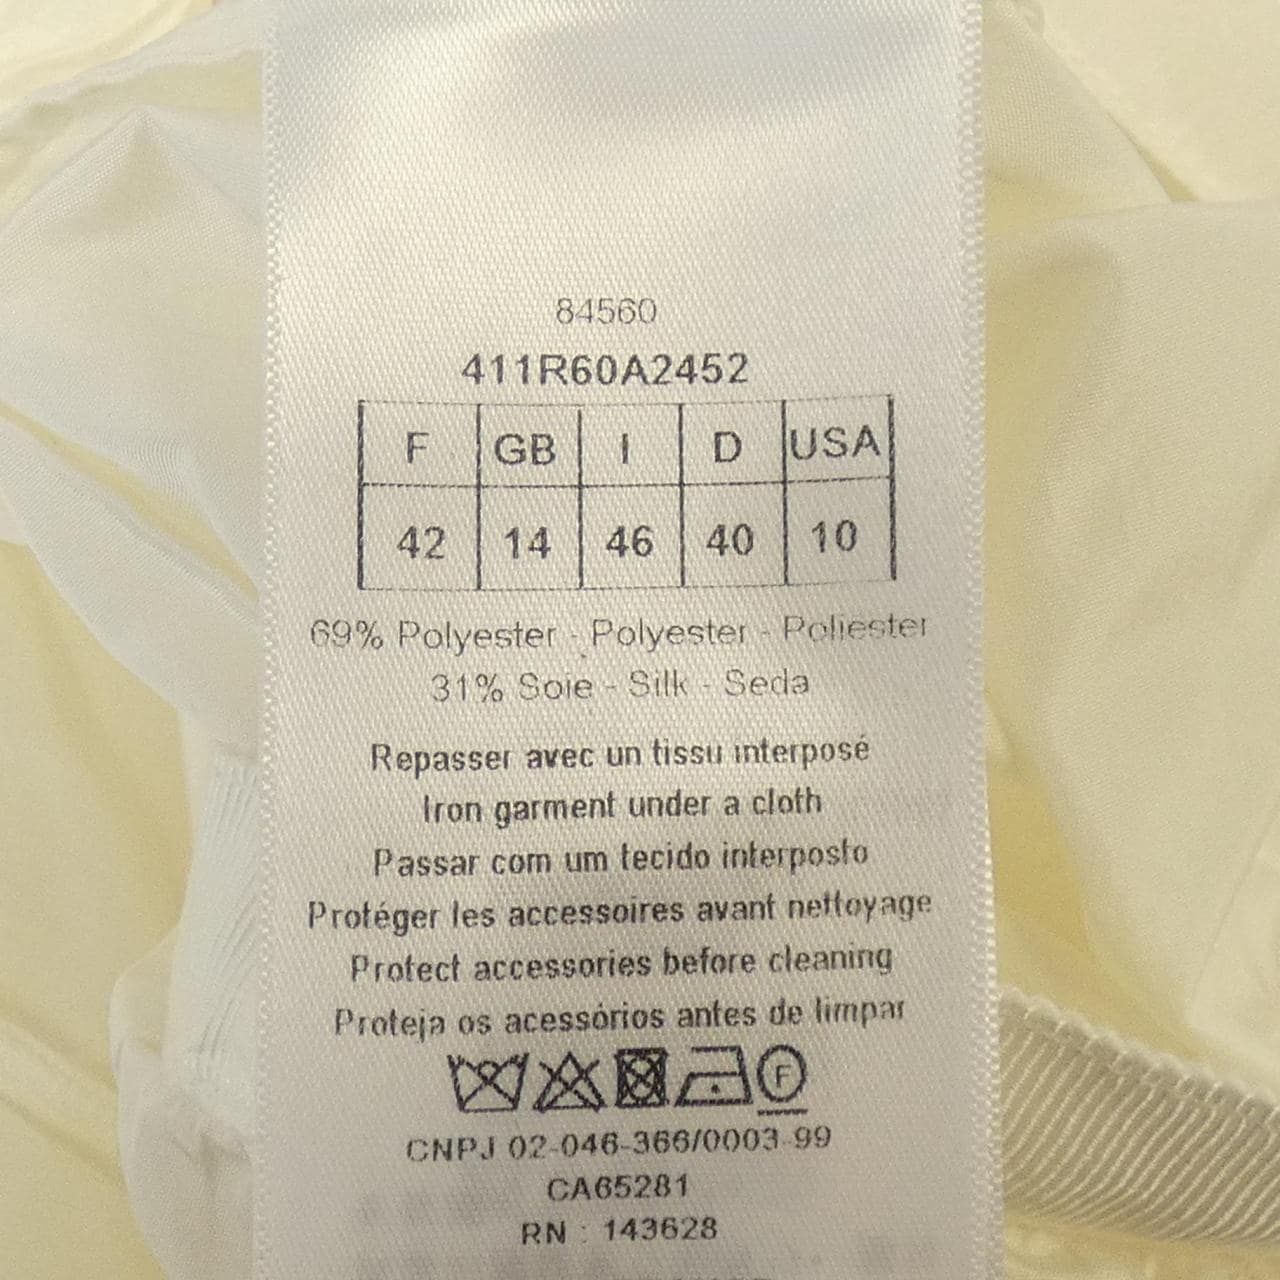 84560
411R60A2452
F GB I D USA
42 14 46 40 10
69% Polyester - Polyester - Poliester
31% Soie - Silk - Seda
Repasser avec un tissu interposé
Iron garment under a cloth
Passar com um tecido interposto
Protéger les accessoires avant nettoyage
Protect accessories before cleaning
Proteja os acessórios antes de limpar
F
CNPJ 02-046-366/0003-99
CA65281
RN : 143628